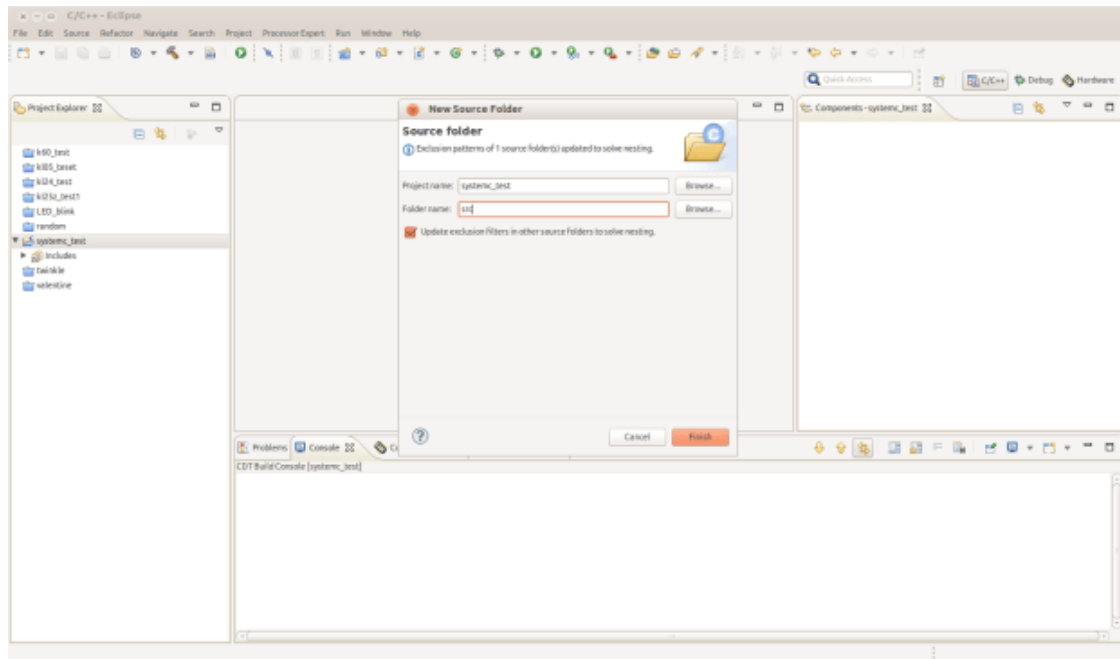 C/C++ - Eclipse
File Edit Source Refactor Navigate Search Project Processor Expert Run Window Help
Quick Access
C/C++ Debug Hardware
Project Explorer
New Source Folder
Components - systemc_test
Source folder
Exclusion patterns of 1 source folder(s) updated to solve nesting.
k60_test
Project name: systemc_test Browse...
Folder name: src Browse...
LED_blink
random
Update exclusion filters in other source folders to solve nesting.
systemc_test
Includes
twinkle
valentine
Cancel Finish
Problems Console
CDT Build Console [systemc_test]